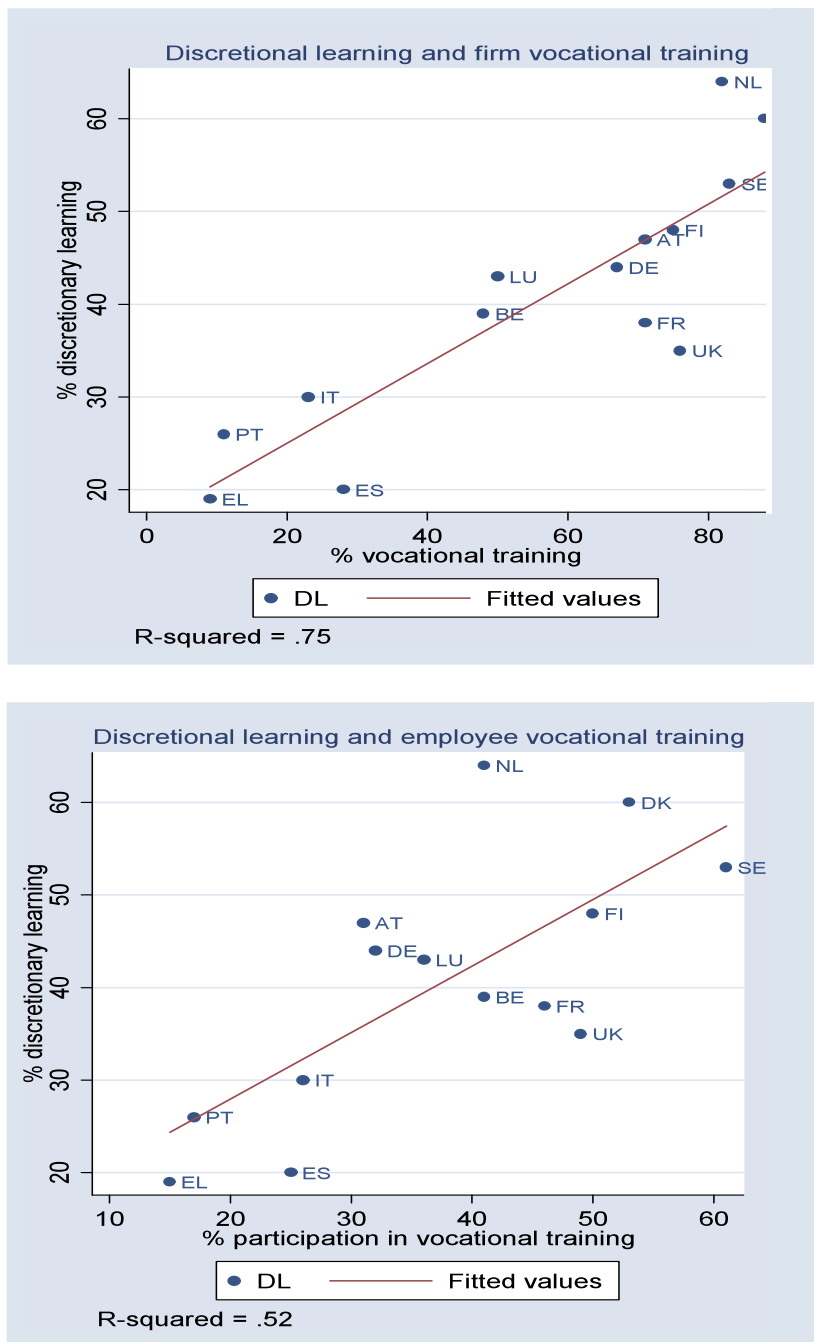 Discretional learning and firm vocational training
% discretionary learning
60
50
40
30
20
NL
SE
FI
AT
DE
LU
BE
FR
UK
IT
PT
ES
EL
0 20 40 60 80
% vocational training
DL Fitted values
R-squared = .75
Discretional learning and employee vocational training
% discretionary learning
60
50
40
30
20
NL
DK
SE
FI
AT
DE
LU
BE
FR
UK
IT
PT
ES
EL
10 20 30 40 50 60
% participation in vocational training
DL Fitted values
R-squared = .52